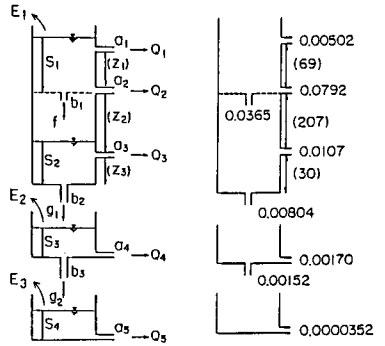 E₁ a₁ Q₁ 0.00502
S₁ (z₁) (69)
a₂ Q₂ 0.0792
b₁ 0.0365
f (z₂) (207)
a₃ Q₃ 0.0107
S₂ (z₃) (30)
b₂ 0.00804
E₂ g₁
S₃ a₄ Q₄ 0.00170
b₃ 0.00152
E₃ g₂
S₄ a₅ Q₅ 0.0000352